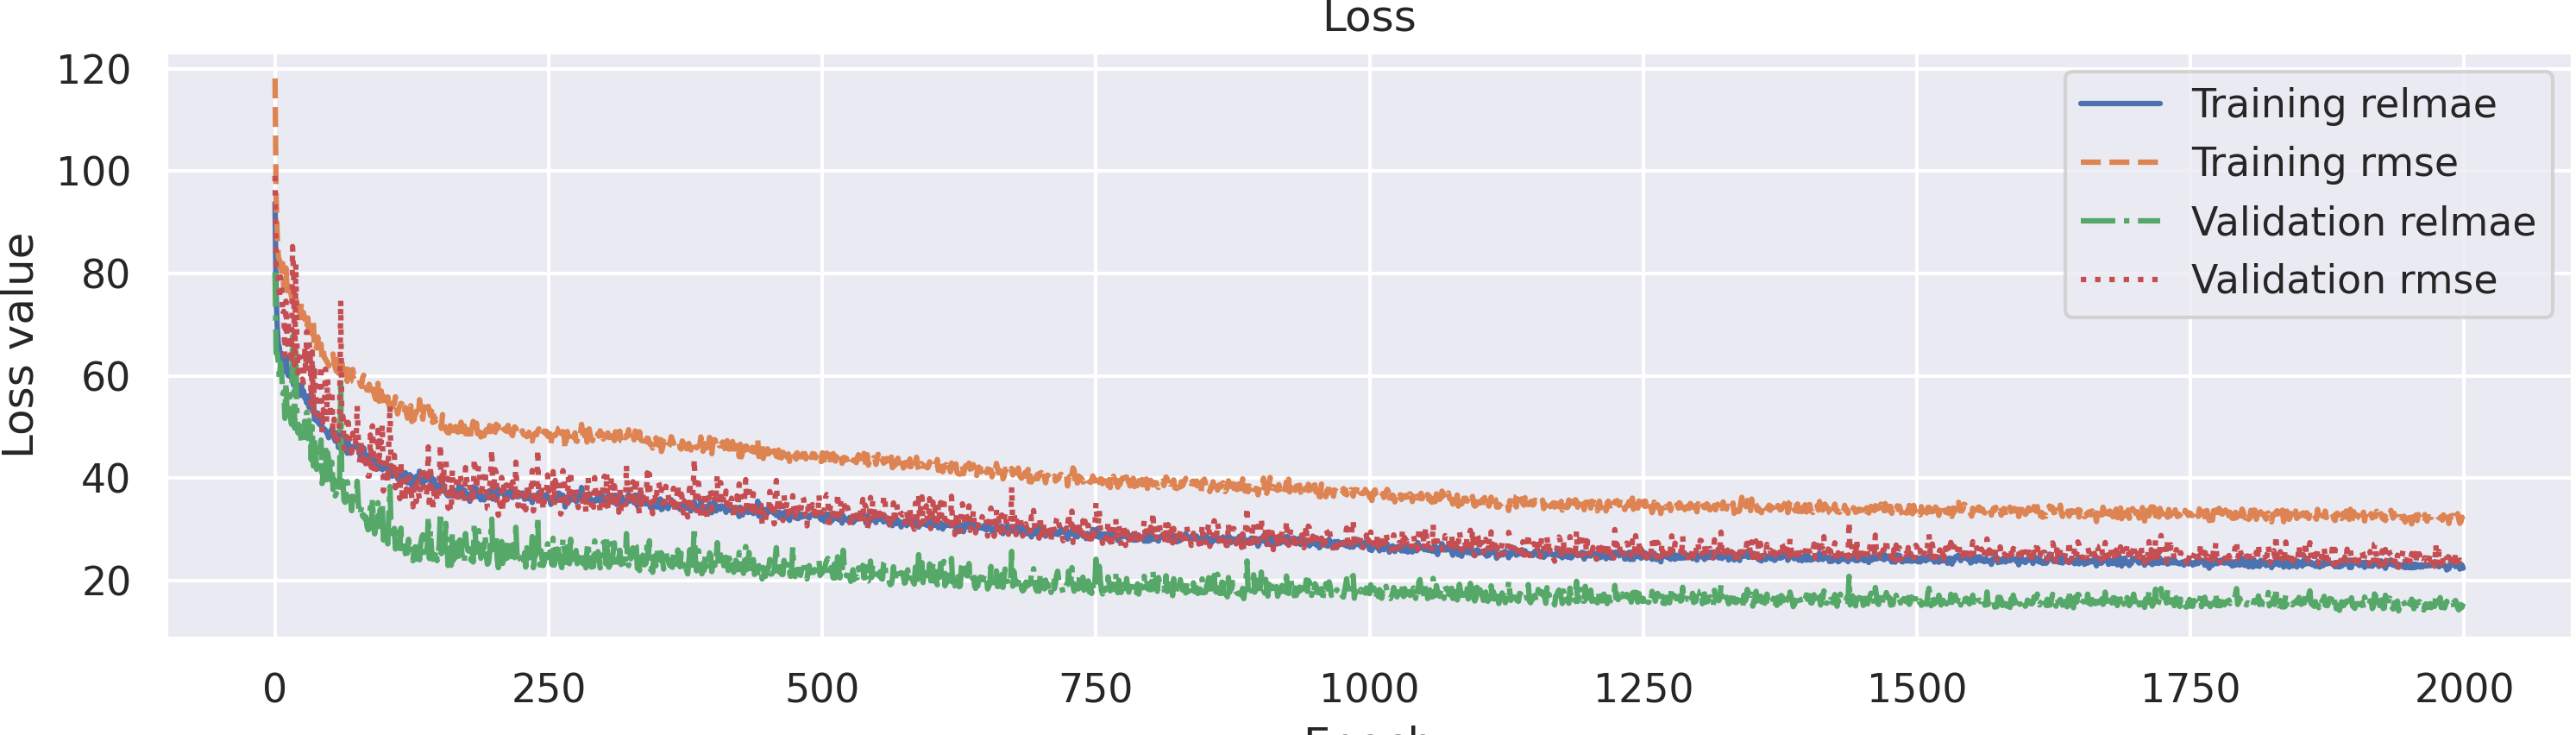 Loss
120
100
80
60
40
20
Loss value
Training relmae
Training rmse
Validation relmae
Validation rmse
0 250 500 750 1000 1250 1500 1750 2000
Epoch